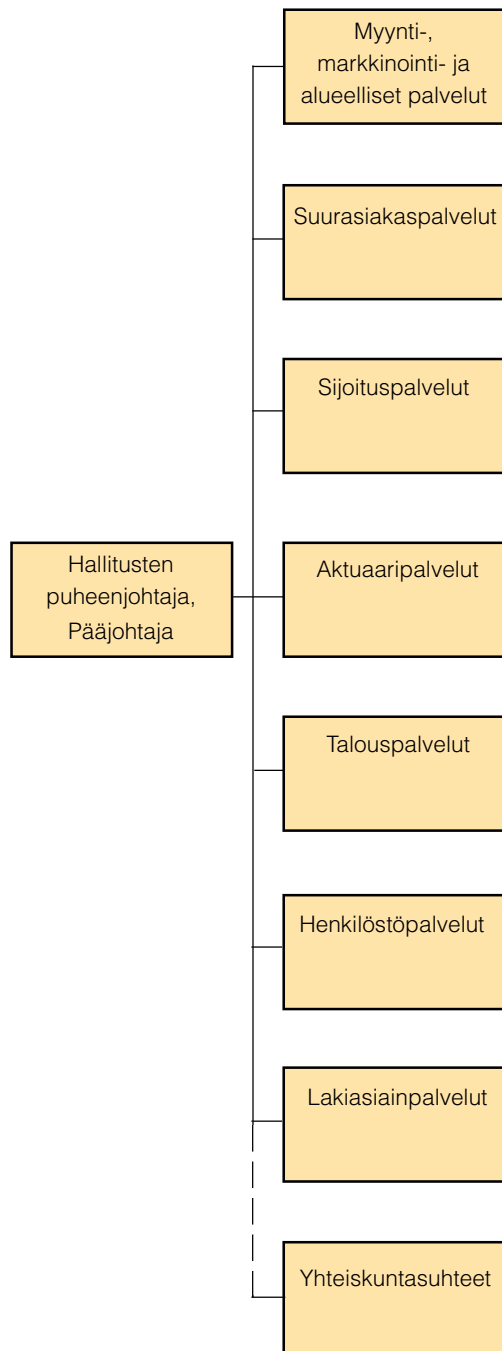 Myynti-,
markkinointi- ja
alueelliset palvelut
Suurasiakaspalvelut
Sijoituspalvelut
Hallitusten
puheenjohtaja,
Pääjohtaja
Aktuaaripalvelut
Talouspalvelut
Henkilöstöpalvelut
Lakiasiainpalvelut
Yhteiskuntasuhteet